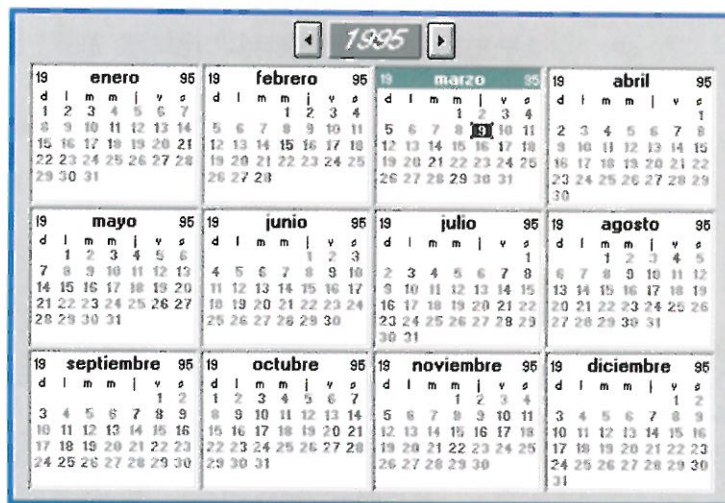 1995
19 enero 95
d l m m j v s
1 2 3 4 5 6 7
8 9 10 11 12 13 14
15 16 17 18 19 20 21
22 23 24 25 26 27 28
29 30 31
19 febrero 95
d l m m j v s
1 2 3 4
5 6 7 8 9 10 11
12 13 14 15 16 17 18
19 20 21 22 23 24 25
26 27 28
19 marzo 95
d l m m j v s
1 2 3 4
5 6 7 8 9 10 11
12 13 14 15 16 17 18
19 20 21 22 23 24 25
26 27 28 29 30 31
19 abril 95
d l m m j v s
1
2 3 4 5 6 7 8
9 10 11 12 13 14 15
16 17 18 19 20 21 22
23 24 25 26 27 28 29
30
19 mayo 95
d l m m j v s
1 2 3 4 5 6
7 8 9 10 11 12 13
14 15 16 17 18 19 20
21 22 23 24 25 26 27
28 29 30 31
19 junio 95
d l m m j v s
1 2 3
4 5 6 7 8 9 10
11 12 13 14 15 16 17
18 19 20 21 22 23 24
25 26 27 28 29 30
19 julio 95
d l m m j v s
1
2 3 4 5 6 7 8
9 10 11 12 13 14 15
16 17 18 19 20 21 22
23 24 25 26 27 28 29
30 31
19 agosto 95
d l m m j v s
1 2 3 4 5
6 7 8 9 10 11 12
13 14 15 16 17 18 19
20 21 22 23 24 25 26
27 28 29 30 31
19 septiembre 95
d l m m j v s
1 2
3 4 5 6 7 8 9
10 11 12 13 14 15 16
17 18 19 20 21 22 23
24 25 26 27 28 29 30
19 octubre 95
d l m m j v s
1 2 3 4 5 6 7
8 9 10 11 12 13 14
15 16 17 18 19 20 21
22 23 24 25 26 27 28
29 30 31
19 noviembre 95
d l m m j v s
1 2 3 4
5 6 7 8 9 10 11
12 13 14 15 16 17 18
19 20 21 22 23 24 25
26 27 28 29 30
19 diciembre 95
d l m m j v s
1 2
3 4 5 6 7 8 9
10 11 12 13 14 15 16
17 18 19 20 21 22 23
24 25 26 27 28 29 30
31